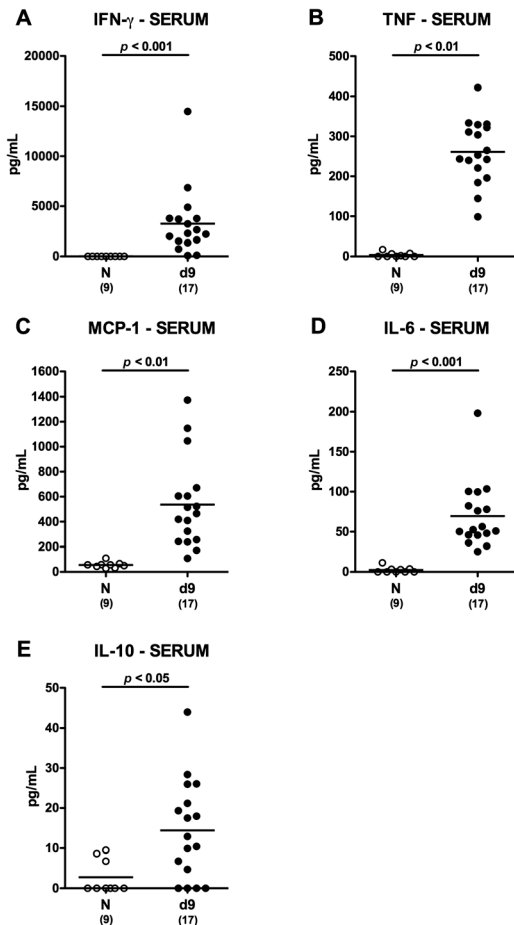 A
IFN-γ - SERUM
p < 0.001
20000
15000
10000
5000
0
pg/mL
N
(9)
d9
(17)
B
TNF - SERUM
p < 0.01
500
400
300
200
100
0
pg/mL
N
(9)
d9
(17)
C
MCP-1 - SERUM
p < 0.01
1600
1400
1200
1000
800
600
400
200
0
pg/mL
N
(9)
d9
(17)
D
IL-6 - SERUM
p < 0.001
250
200
150
100
50
0
pg/mL
N
(9)
d9
(17)
E
IL-10 - SERUM
p < 0.05
50
40
30
20
10
0
pg/mL
N
(9)
d9
(17)